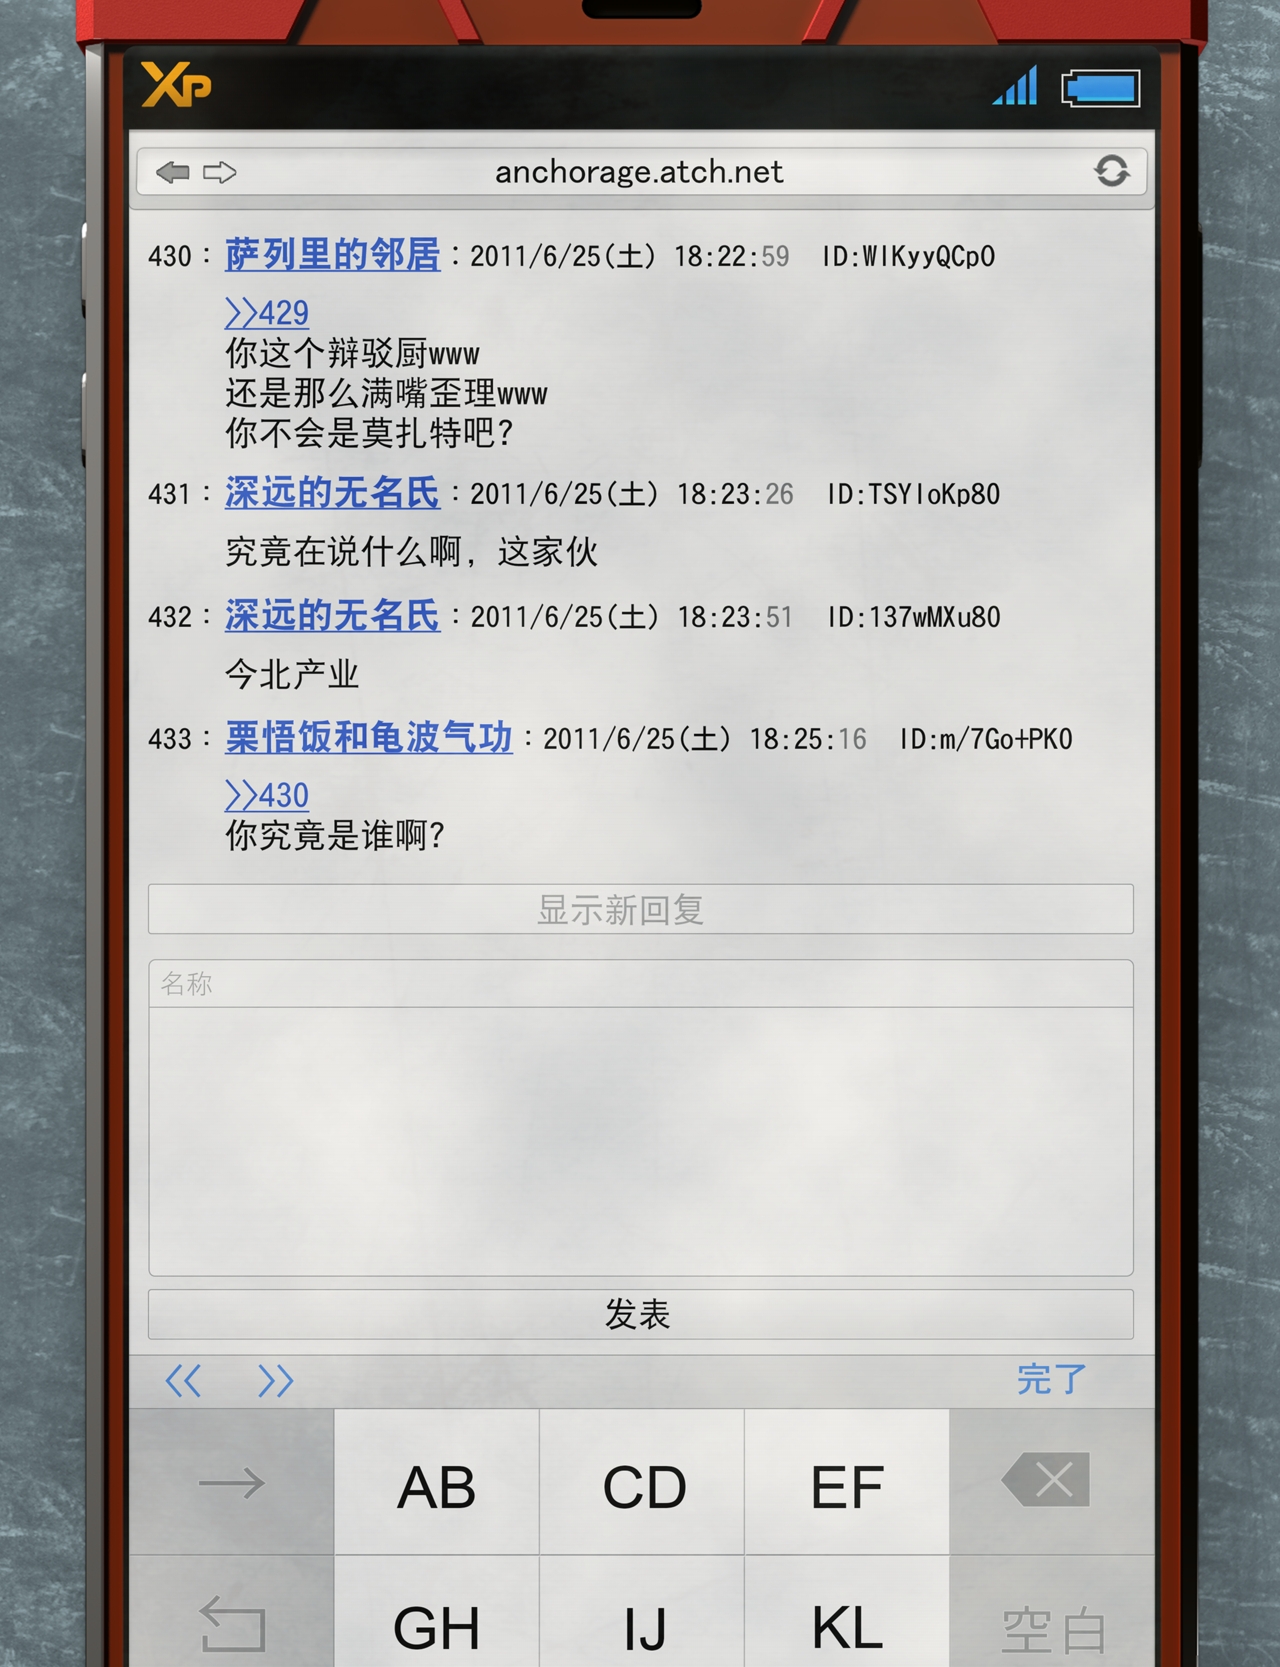 XP
anchorage.atch.net
430：萨列里的邻居：2011/6/25(土) 18:22:59 ID:WlKyyQCpO
>>429
你这个辩驳厨www
还是那么满嘴歪理www
你不会是莫扎特吧？
431：深远的无名氏：2011/6/25(土) 18:23:26 ID:TSYloKp80
究竟在说什么啊，这家伙
432：深远的无名氏：2011/6/25(土) 18:23:51 ID:137wMXu80
今北产业
433：栗悟饭和龟波气功：2011/6/25(土) 18:25:16 ID:m/7Go+PK0
>>430
你究竟是谁啊？
显示新回复
名称
发表
<< >> 完了
→ AB CD EF
GH IJ KL 空白